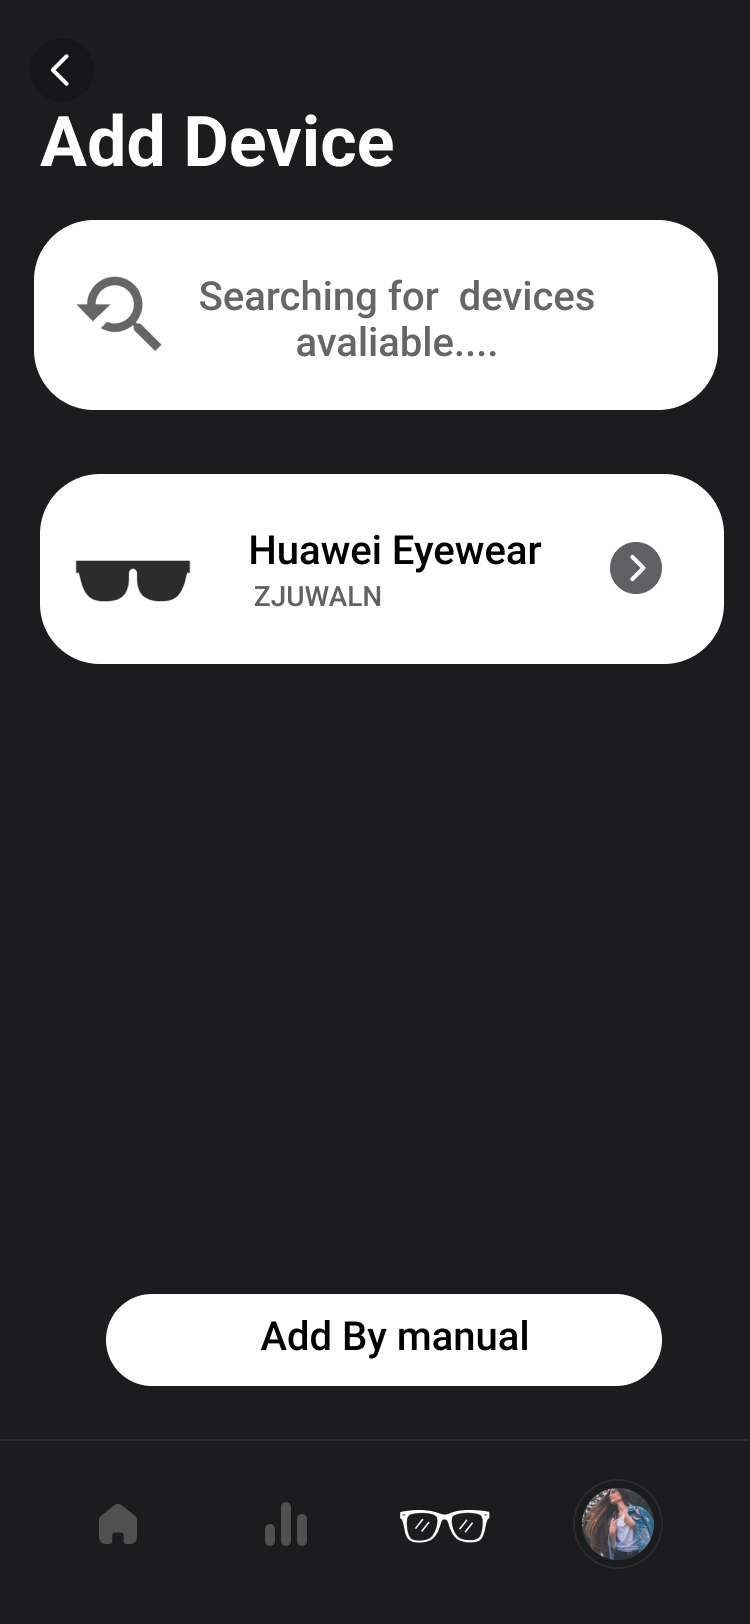 Add Device
Searching for  devices
avaliable....
Huawei Eyewear
ZJUWALN
Add By manual